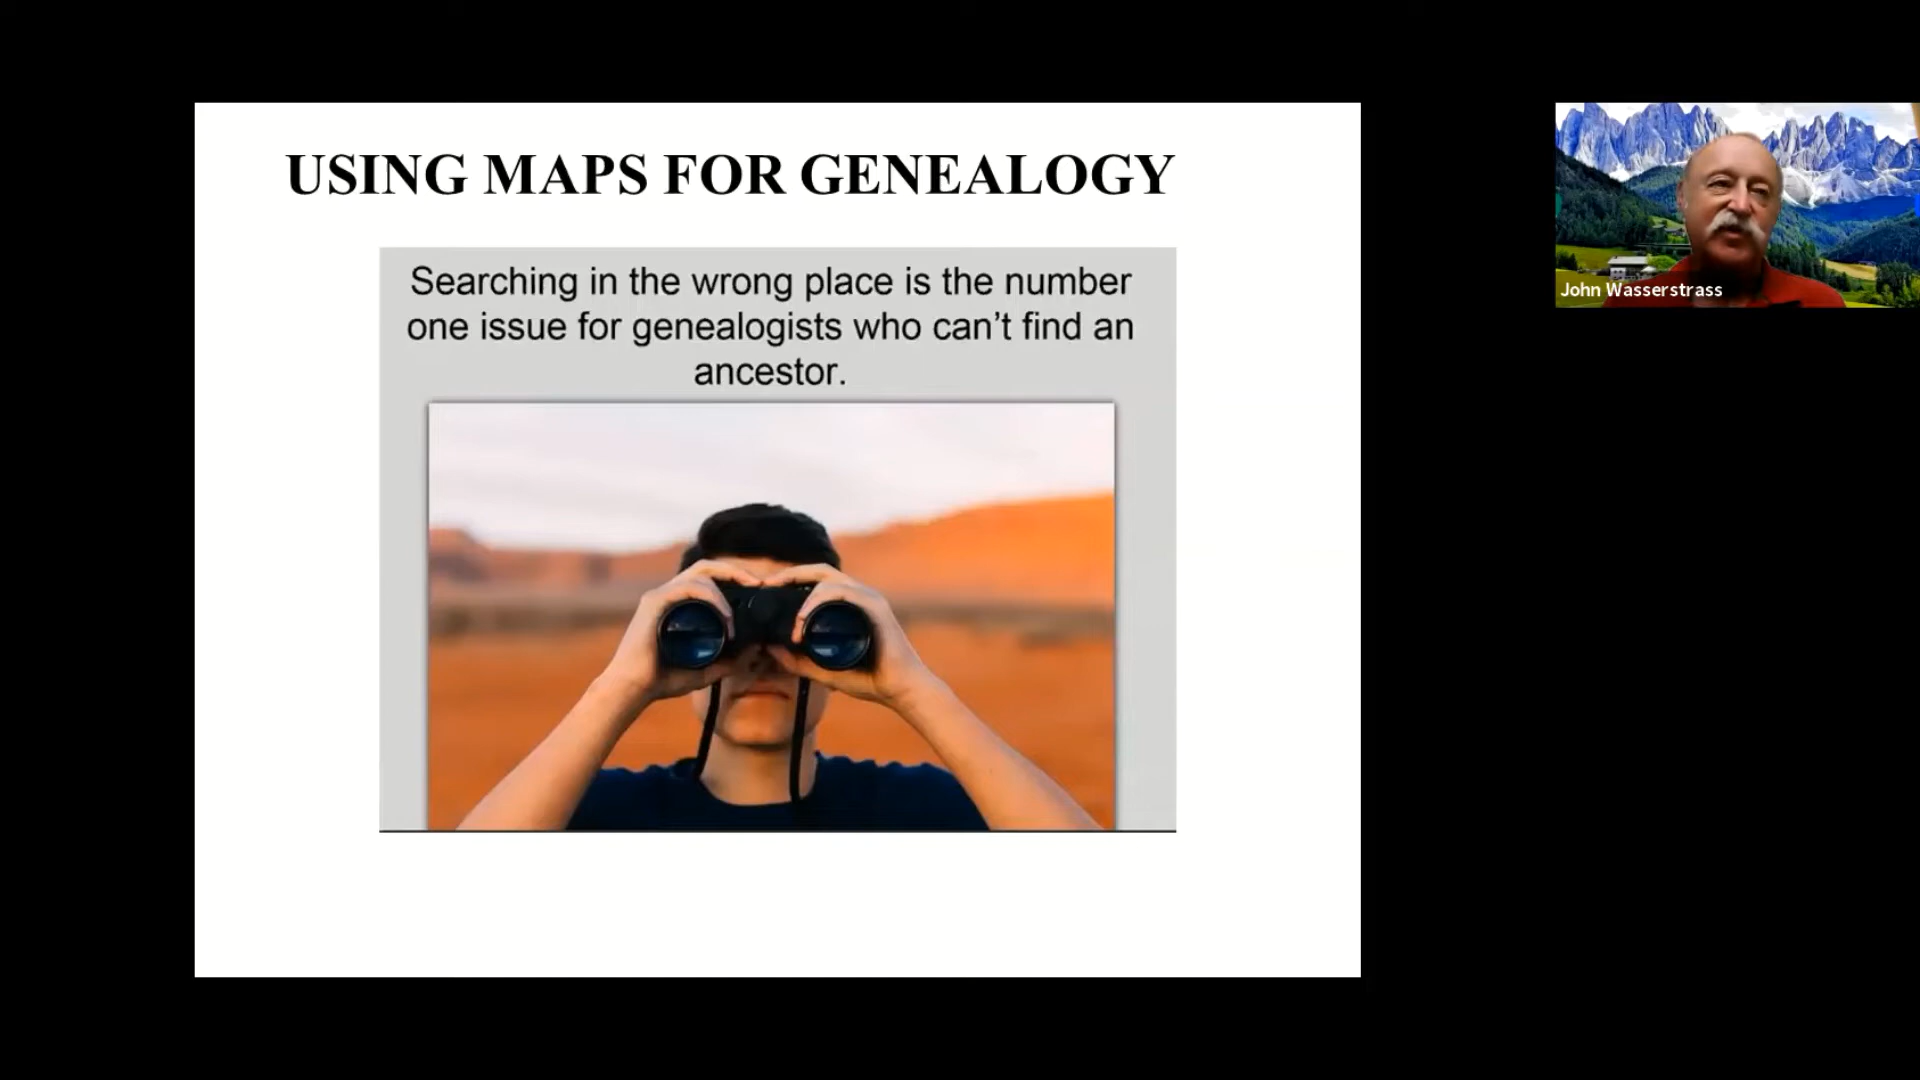 USING MAPS FOR GENEALOGY
Searching in the wrong place is the number
one issue for genealogists who can't find an
ancestor.
John Wasserstrass